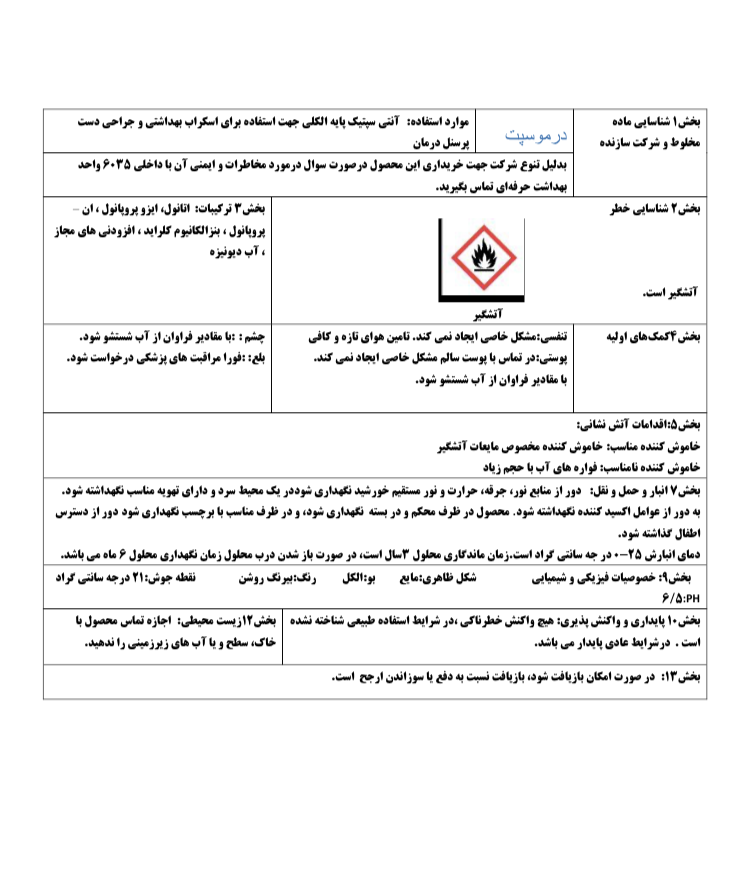 بخش۱ شناسایی ماده
مخلوط و شرکت سازنده
درموسپت
موارد استفاده: آنتی سپتیک پایه الکلی جهت استفاده برای اسکراب بهداشتی و جراحی دست
پرسنل درمان
بدلیل تنوع شرکت جهت خریداری این محصول درصورت سوال درمورد مخاطرات و ایمنی آن با داخلی ۶۰۳۵ واحد
بهداشت حرفه‌ای تماس بگیرید.
بخش۲ شناسایی خطر
آتشگیر است.
آتشگیر
بخش۳ ترکیبات: اتانول، ایزو پروپانول ، ان –
پروپانول ، بنزالکانیوم کلراید ، افزودنی های مجاز
، آب دیونیزه
بخش۴کمک‌های اولیه
تنفسی:مشکل خاصی ایجاد نمی کند. تامین هوای تازه و کافی
پوستی:در تماس با پوست سالم مشکل خاصی ایجاد نمی کند.
با مقادیر فراوان از آب شستشو شود.
چشم : :با مقادیر فراوان از آب شستشو شود.
بلع: :فورا مراقبت های پزشکی درخواست شود.
بخش۵:اقدامات آتش نشانی:
خاموش کننده مناسب: خاموش کننده مخصوص مایعات آتشگیر
خاموش کننده نامناسب: فواره های آب با حجم زیاد
بخش۷ انبار و حمل و نقل: دور از منابع نور، جرقه، حرارت و نور مستقیم خورشید نگهداری شوددر یک محیط سرد و دارای تهویه مناسب نگهداشته شود.
به دور از عوامل اکسید کننده نگهداشته شود. محصول در ظرف محکم و در بسته نگهداری شود، و در ظرف مناسب با برچسب نگهداری شود دور از دسترس
اطفال گذاشته شود.
دمای انبارش ۲۵–۰ در جه سانتی گراد است.زمان ماندگاری محلول ۳سال است، در صورت باز شدن درب محلول زمان نگهداری محلول ۶ ماه می باشد.
بخش۹: خصوصیات فیزیکی و شیمیایی شکل ظاهری:مایع بو:الکل رنگ:بیرنگ روشن نقطه جوش:۲۱ درجه سانتی گراد
PH:۶/۵
بخش۱۰ پایداری و واکنش پذیری: هیچ واکنش خطرناکی ،در شرایط استفاده طبیعی شناخته نشده
است . درشرایط عادی پایدار می باشد.
بخش۱۲زیست محیطی: اجازه تماس محصول با
خاک، سطح و یا آب های زیرزمینی را ندهید.
بخش۱۳: در صورت امکان بازیافت شود، بازیافت نسبت به دفع یا سوزاندن ارجح است.